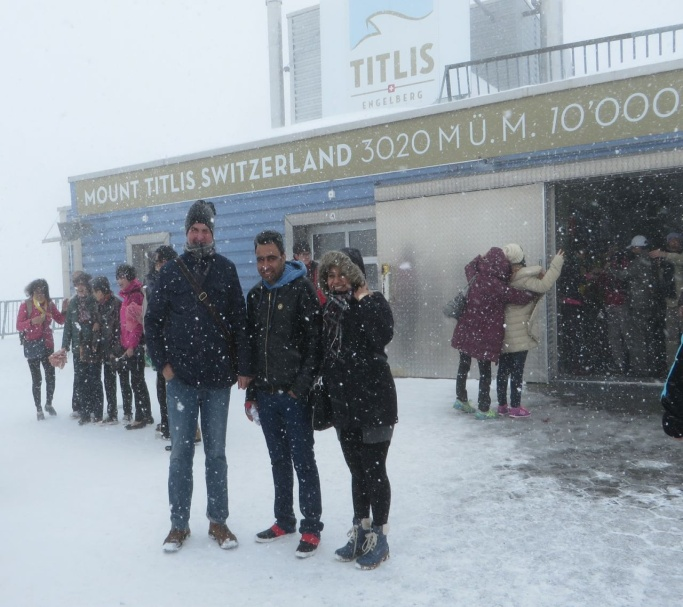 TITLIS
ENGELBERG
MOUNT TITLIS SWITZERLAND 3020 M Ü. M. 10'000